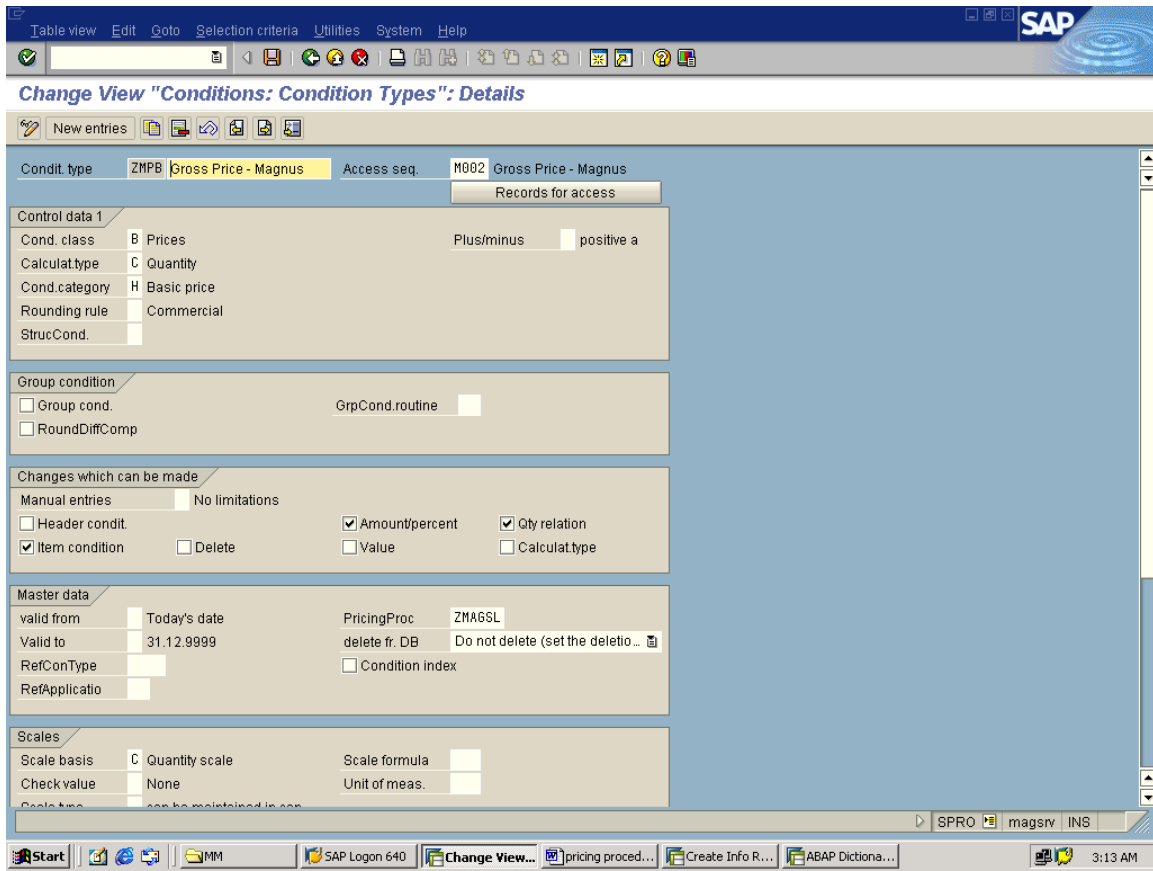 Table view Edit Goto Selection criteria Utilities System Help
SAP
Change View "Conditions: Condition Types": Details
New entries
Condit. type ZMPB Gross Price - Magnus Access seq. M002 Gross Price - Magnus
Records for access
Control data 1
Cond. class B Prices Plus/minus positive a
Calculat.type C Quantity
Cond.category H Basic price
Rounding rule Commercial
StrucCond.
Group condition
Group cond. GrpCond.routine
RoundDiffComp
Changes which can be made
Manual entries No limitations
Header condit. Amount/percent Qty relation
Item condition Delete Value Calculat.type
Master data
valid from Today's date PricingProc ZMAGSL
Valid to 31.12.9999 delete fr. DB Do not delete (set the deletio...
RefConType Condition index
RefApplicatio
Scales
Scale basis C Quantity scale Scale formula
Check value None Unit of meas.
Scale type can be maintained in con
SPRO magsrv INS
Start MM SAP Logon 640 Change View... pricing proced... Create Info R... ABAP Dictiona... 3:13 AM